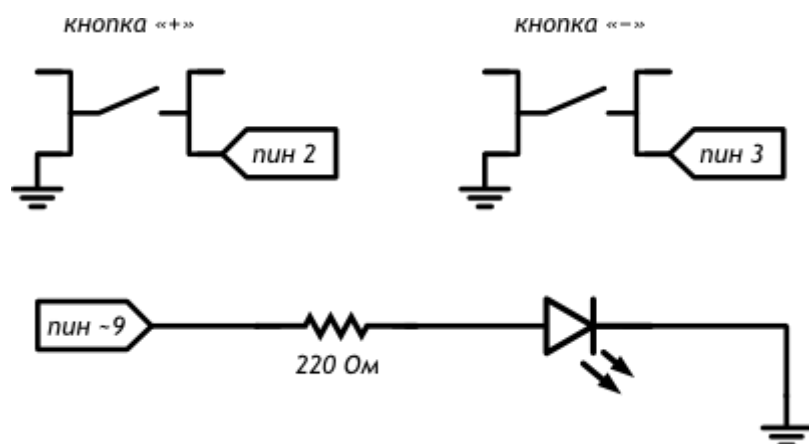 кнопка «+»
кнопка «−»
пин 2
пин 3
пин ~9
220 Ом